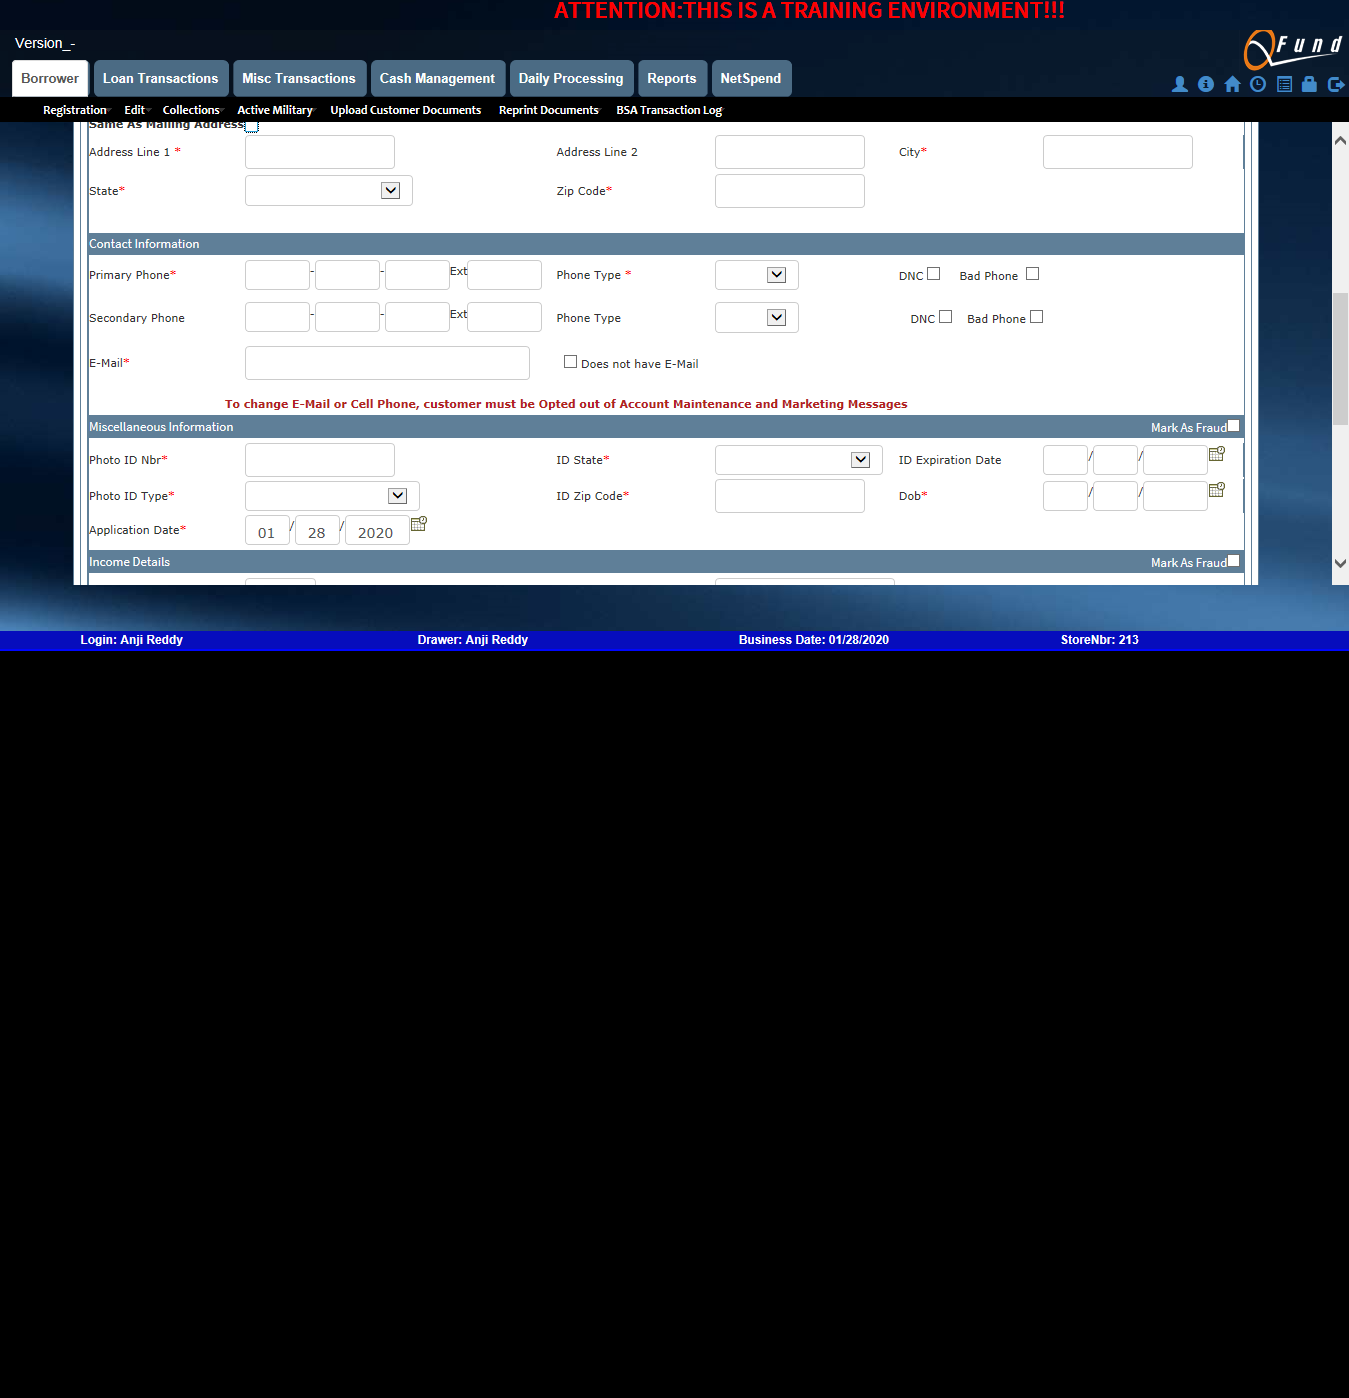 ATTENTION:THIS IS A TRAINING ENVIRONMENT!!!
Version_-
Fund
Borrower Loan Transactions Misc Transactions Cash Management Daily Processing Reports NetSpend
Registration Edit Collections Active Military Upload Customer Documents Reprint Documents BSA Transaction Log
Same As Mailing Address
Address Line 1 * Address Line 2 City*
State* Zip Code*
Contact Information
Primary Phone* - - Ext Phone Type * DNC Bad Phone
Secondary Phone - - Ext Phone Type DNC Bad Phone
E-Mail* Does not have E-Mail
To change E-Mail or Cell Phone, customer must be Opted out of Account Maintenance and Marketing Messages
Miscellaneous Information Mark As Fraud
Photo ID Nbr* ID State* ID Expiration Date / /
Photo ID Type* ID Zip Code* Dob* / /
Application Date* 01 / 28 / 2020
Income Details Mark As Fraud
Login: Anji Reddy Drawer: Anji Reddy Business Date: 01/28/2020 StoreNbr: 213